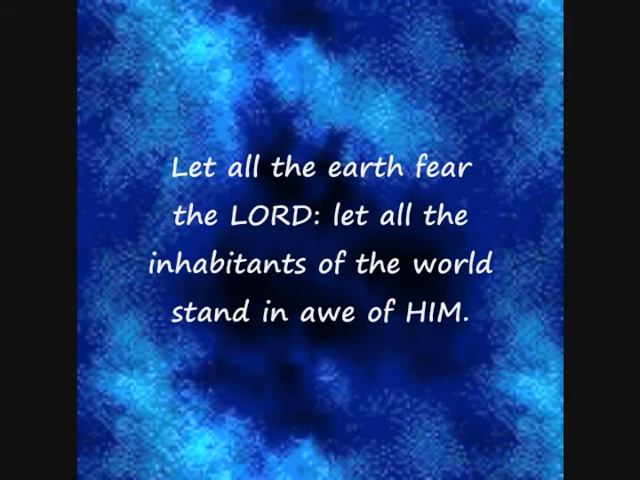 Let all the earth fear
the LORD: let all the
inhabitants of the world
stand in awe of HIM.